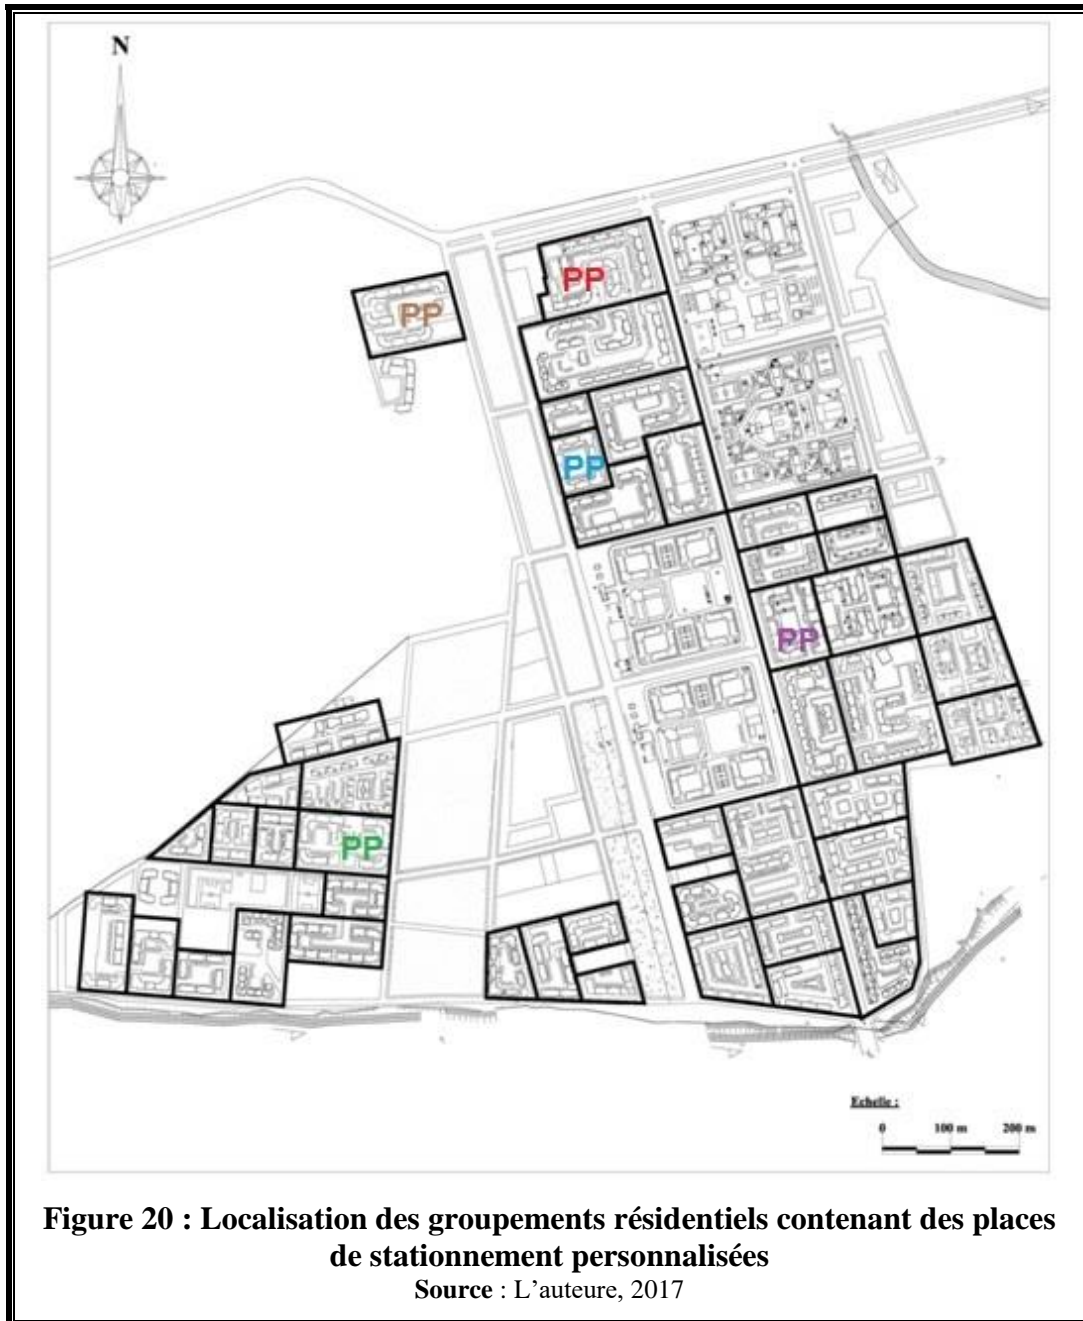 N
PP
PP
PP
PP
PP
Echelle :
0 100 m 200 m
Figure 20 : Localisation des groupements résidentiels contenant des places
de stationnement personnalisées
Source : L’auteure, 2017